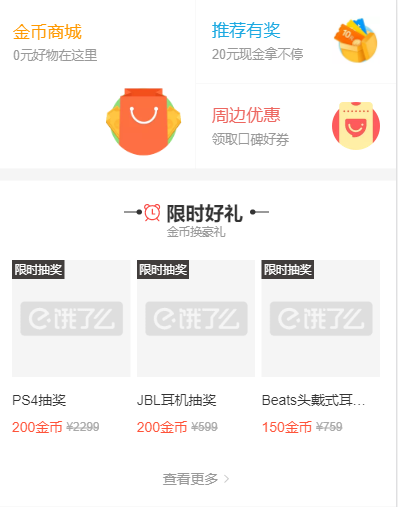 金币商城
0元好物在这里
推荐有奖
20元现金拿不停
周边优惠
领取口碑好券
限时好礼
金币换豪礼
限时抽奖
限时抽奖
限时抽奖
饿了么
饿了么
饿了么
PS4抽奖
JBL耳机抽奖
Beats头戴式耳…
200金币 ¥2299
200金币 ¥599
150金币 ¥759
查看更多